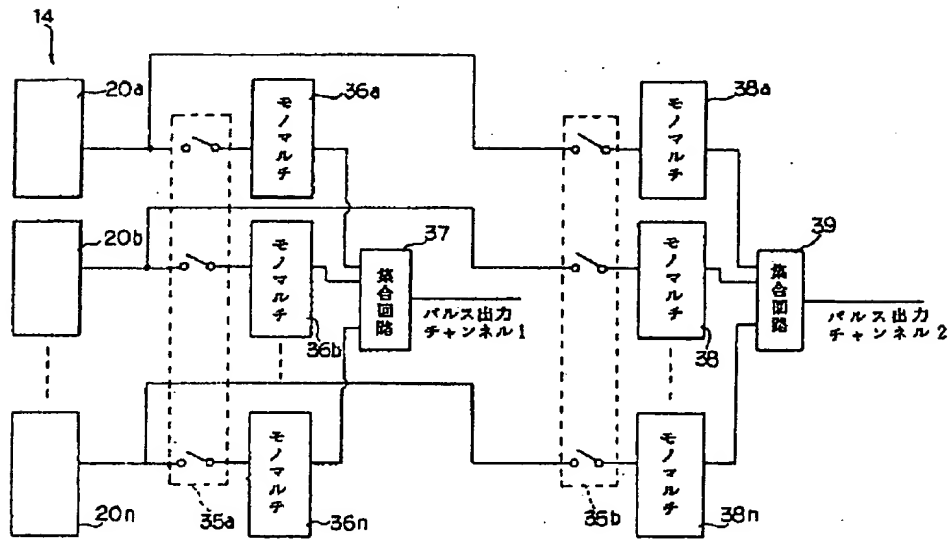 14
20a
36a
38a
モノマルチ
モノマルチ
20b
37
39
モノマルチ
集合回路
モノマルチ
集合回路
パルス出力
チャンネル1
パルス出力
チャンネル2
36b
38
モノマルチ
モノマルチ
20n
35a
36n
35b
38n